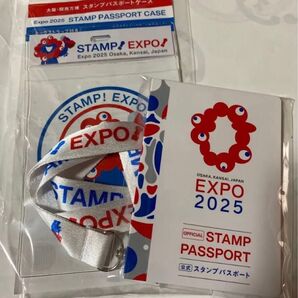 大阪・関西万博 スタンプパスポートケース
Expo 2025 STAMP PASSPORT CASE
STAMP! EXPO!
Expo 2025 Osaka, Kansai, Japan
STAMP! EXPO
EXPO!
STAMP!
OSAKA, KANSAI, JAPAN
EXPO
2025
OFFICIAL STAMP
PASSPORT
公式 スタンプパスポート